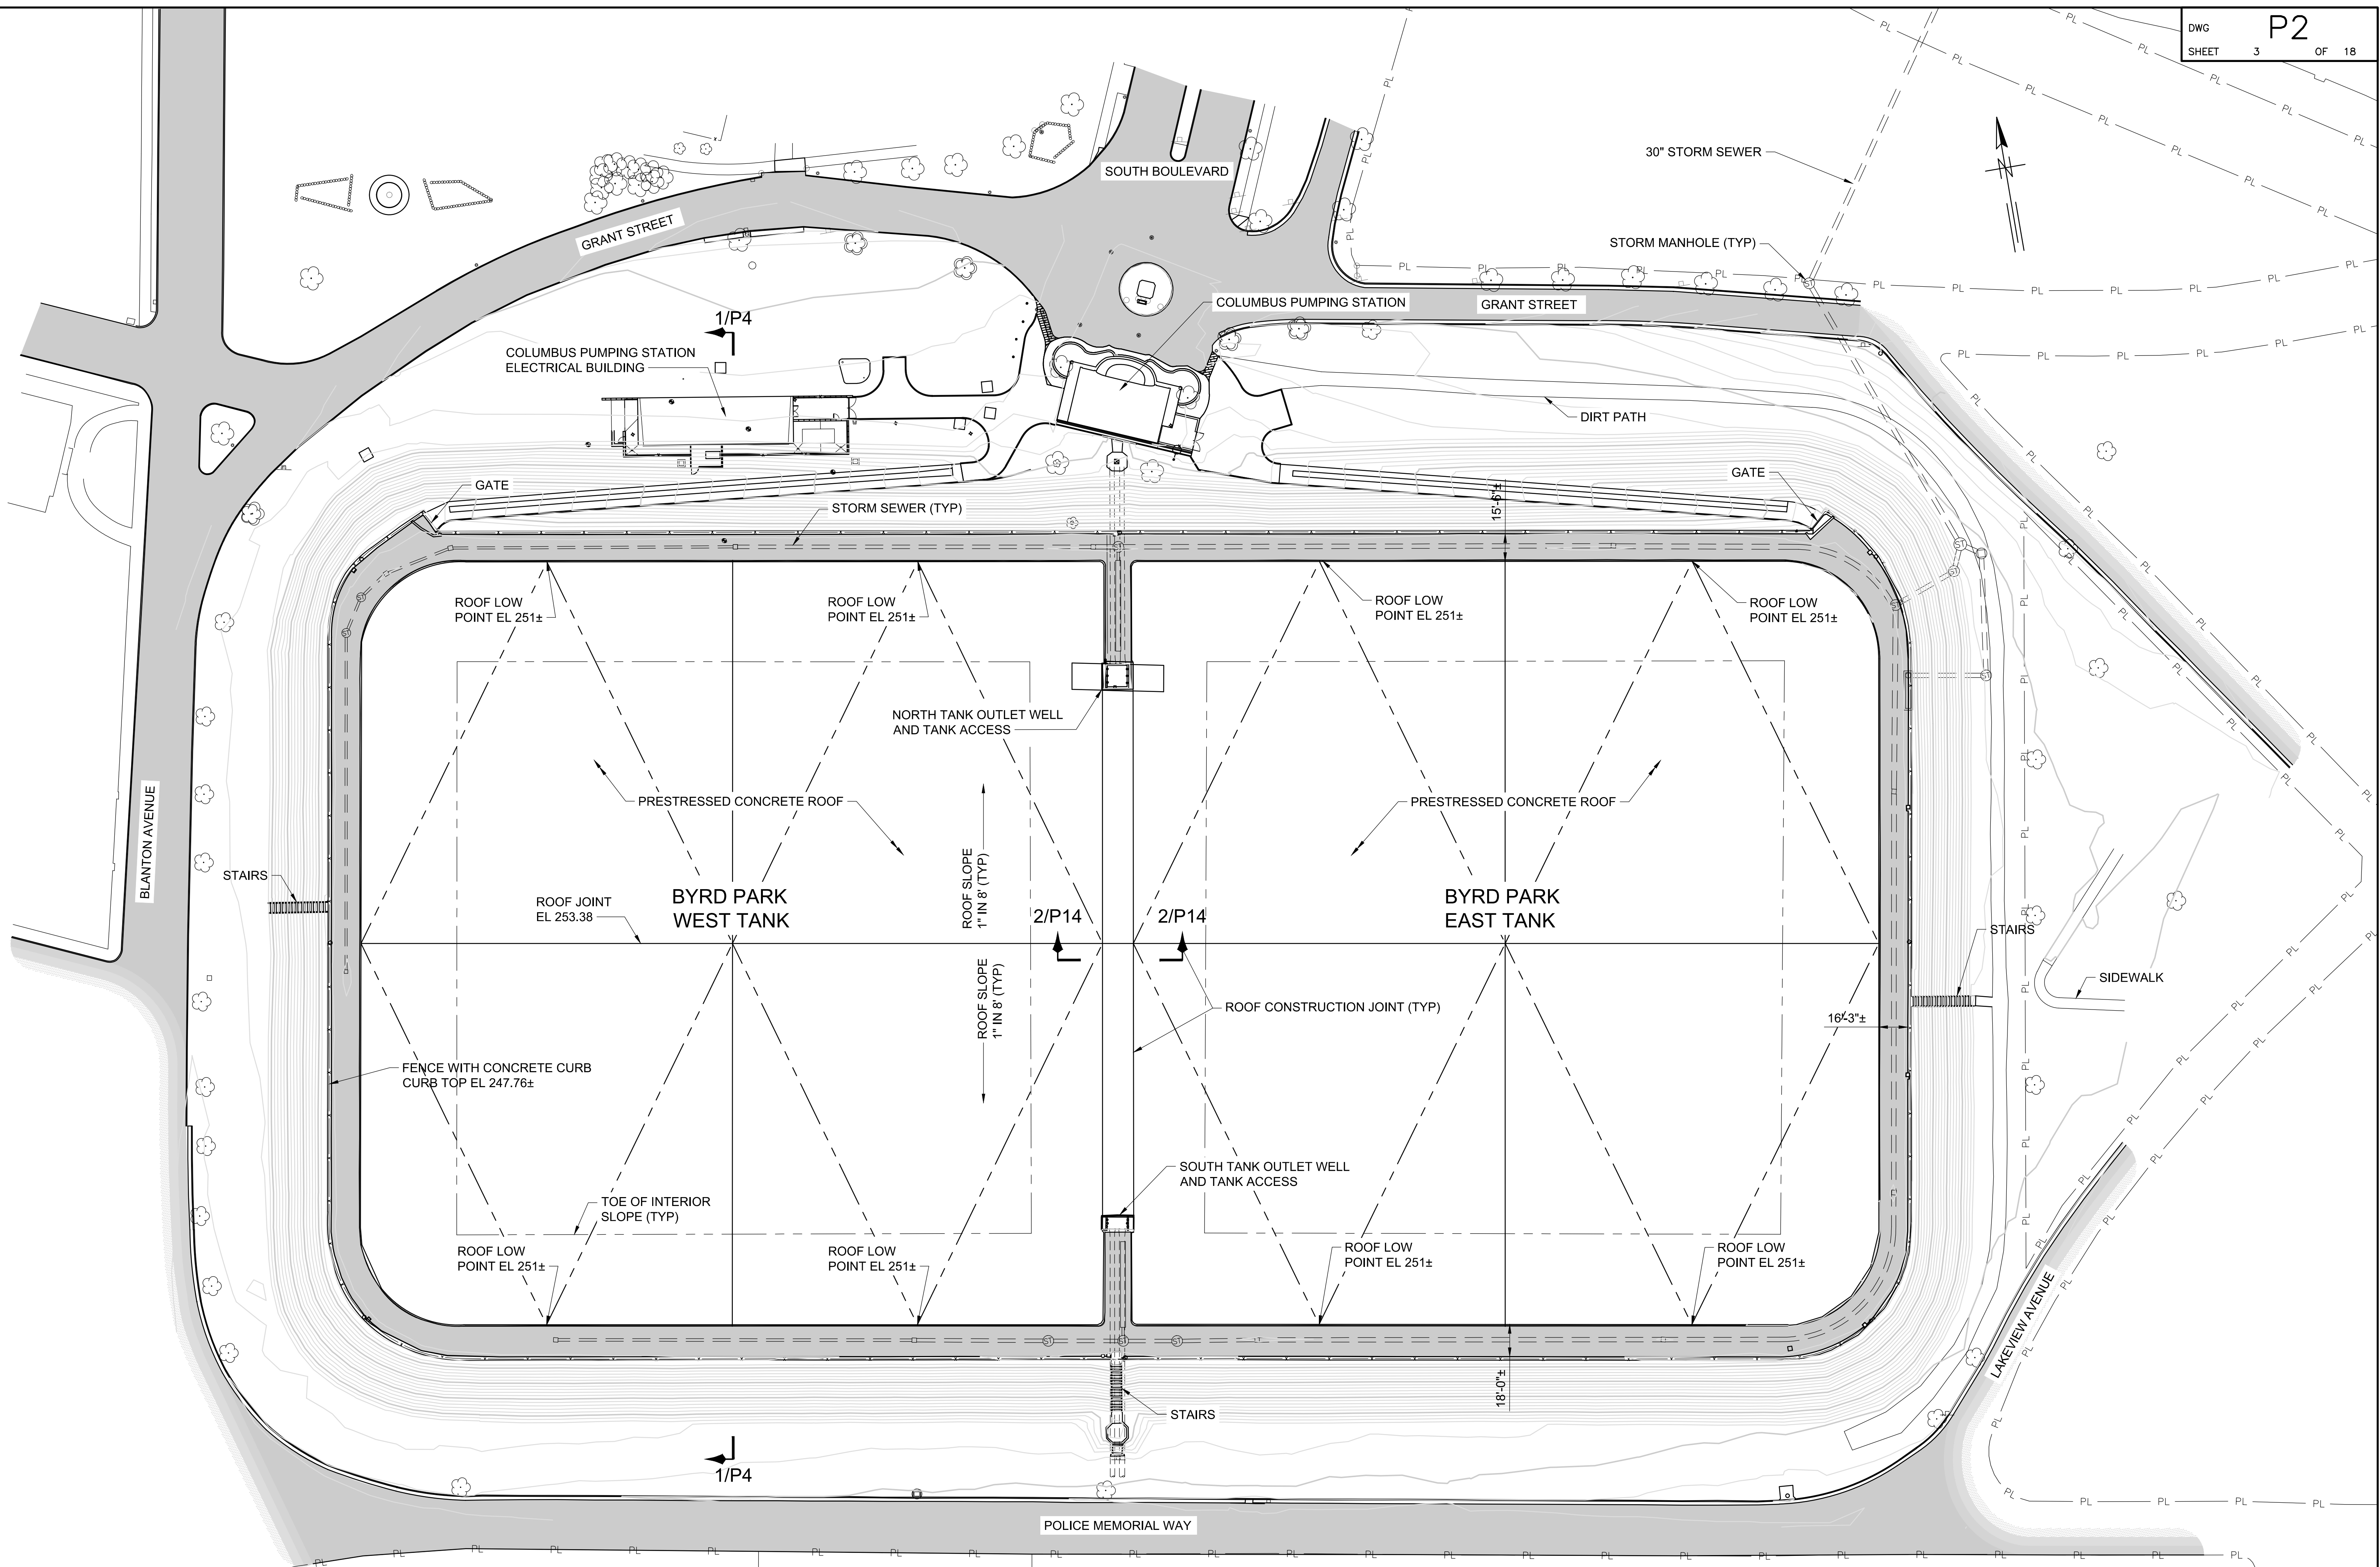 DWG P2
SHEET 3 OF 18
30" STORM SEWER
SOUTH BOULEVARD
GRANT STREET
STORM MANHOLE (TYP)
N
COLUMBUS PUMPING STATION
GRANT STREET
1/P4
COLUMBUS PUMPING STATION
ELECTRICAL BUILDING
DIRT PATH
GATE
GATE
STORM SEWER (TYP)
15'-6"±
ROOF LOW
POINT EL 251±
ROOF LOW
POINT EL 251±
ROOF LOW
POINT EL 251±
ROOF LOW
POINT EL 251±
NORTH TANK OUTLET WELL
AND TANK ACCESS
PRESTRESSED CONCRETE ROOF
PRESTRESSED CONCRETE ROOF
BLANTON AVENUE
STAIRS
ROOF SLOPE
1" IN 8' (TYP)
ROOF JOINT
EL 253.38
BYRD PARK
WEST TANK
2/P14
2/P14
BYRD PARK
EAST TANK
STAIRS
SIDEWALK
ROOF SLOPE
1" IN 8' (TYP)
ROOF CONSTRUCTION JOINT (TYP)
16'-3"±
FENCE WITH CONCRETE CURB
CURB TOP EL 247.76±
SOUTH TANK OUTLET WELL
AND TANK ACCESS
TOE OF INTERIOR
SLOPE (TYP)
ROOF LOW
POINT EL 251±
ROOF LOW
POINT EL 251±
ROOF LOW
POINT EL 251±
ROOF LOW
POINT EL 251±
LAKEVIEW AVENUE
18'-0"±
STAIRS
1/P4
POLICE MEMORIAL WAY
PL
ST